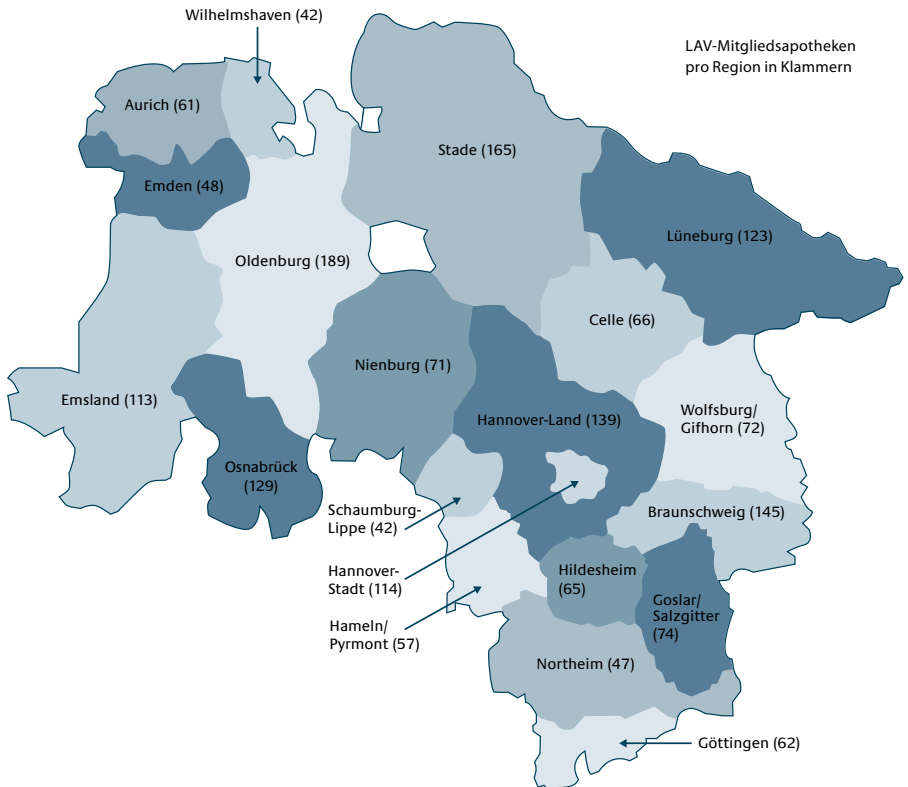 Wilhelmshaven (42)
LAV-Mitgliedsapotheken
pro Region in Klammern
Aurich (61)
Stade (165)
Emden (48)
Lüneburg (123)
Oldenburg (189)
Celle (66)
Nienburg (71)
Emsland (113)
Hannover-Land (139)
Wolfsburg/
Gifhorn (72)
Osnabrück
(129)
Schaumburg-
Lippe (42)
Braunschweig (145)
Hannover-
Stadt (114)
Hildesheim
(65)
Goslar/
Salzgitter
(74)
Hameln/
Pyrmont (57)
Northeim (47)
Göttingen (62)